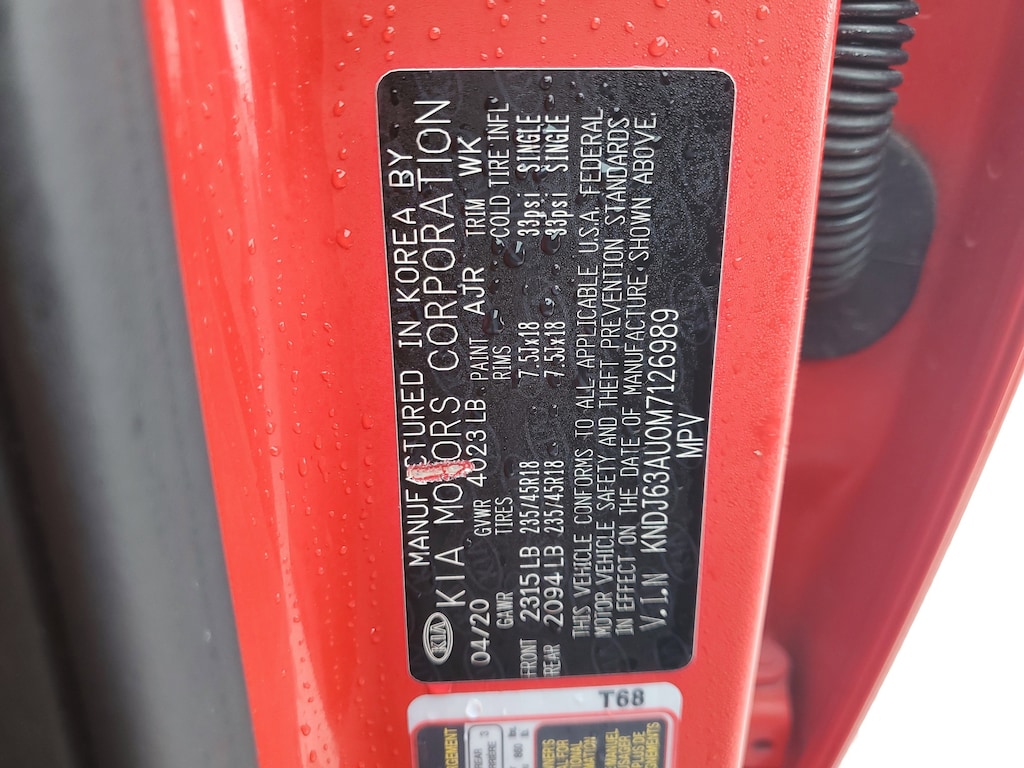 MANUFACTURED IN KOREA BY
KIA KIA MOTORS CORPORATION
04/20 GVWR 4023 LB PAINT AJR TRIM WK
GAWR TIRES RIMS COLD TIRE INFL
FRONT 2315 LB 235/45R18 7.5Jx18 33psi SINGLE
REAR 2094 LB 235/45R18 7.5Jx18 33psi SINGLE
THIS VEHICLE CONFORMS TO ALL APPLICABLE U.S.A. FEDERAL
MOTOR VEHICLE SAFETY AND THEFT PREVENTION STANDARDS
IN EFFECT ON THE DATE OF MANUFACTURE SHOWN ABOVE.
V.I.N KNDJ63AU0M7126989
MPV
T68